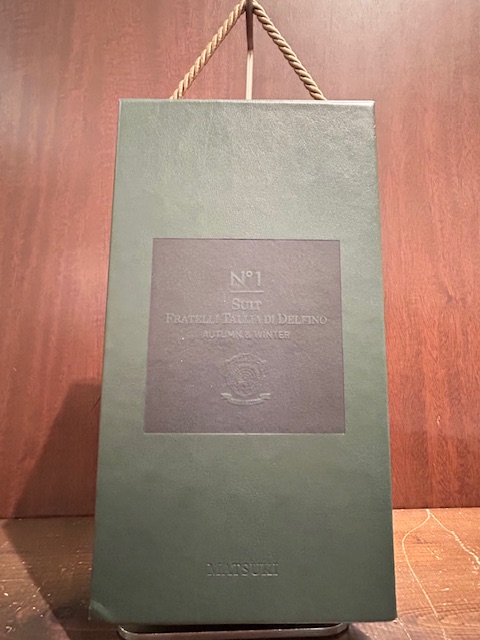 N°1
SUIT
FRATELLI TALLIA DI DELFINO
AUTUMN & WINTER
MATSUKI